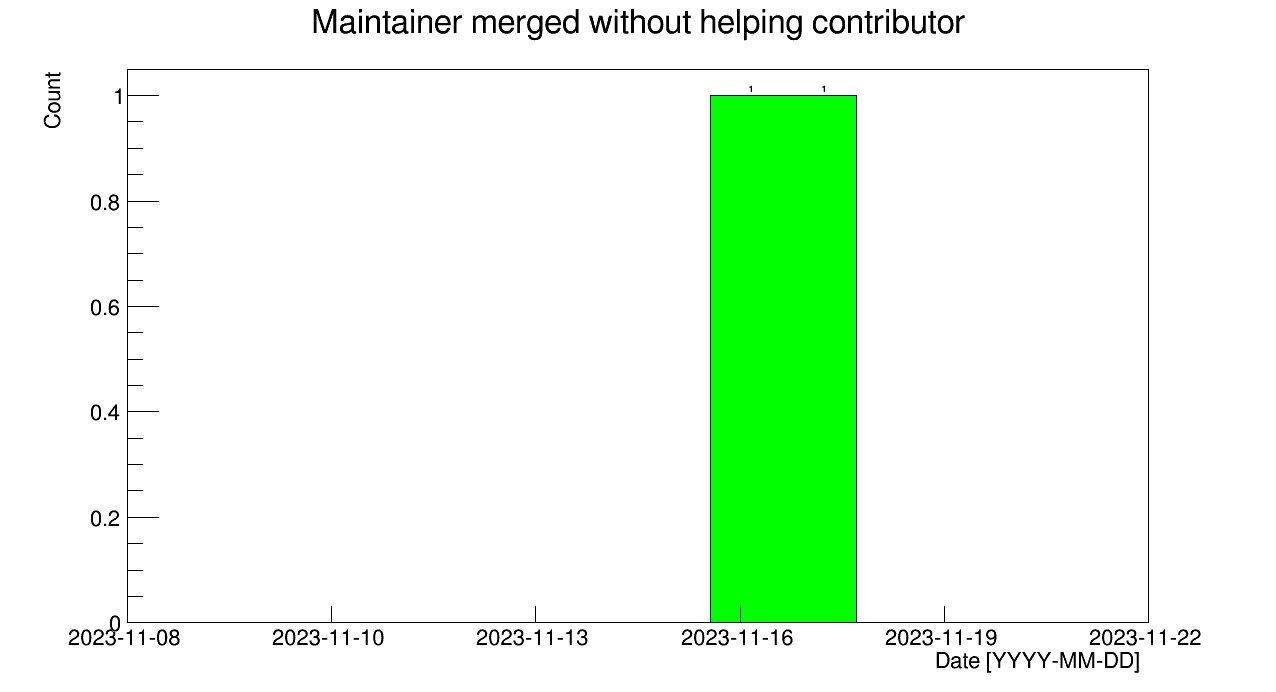 Maintainer merged without helping contributor
Count
1
1 1
0.8
0.6
0.4
0.2
0
2023-11-08 2023-11-10 2023-11-13 2023-11-16 2023-11-19 2023-11-22
Date [YYYY-MM-DD]